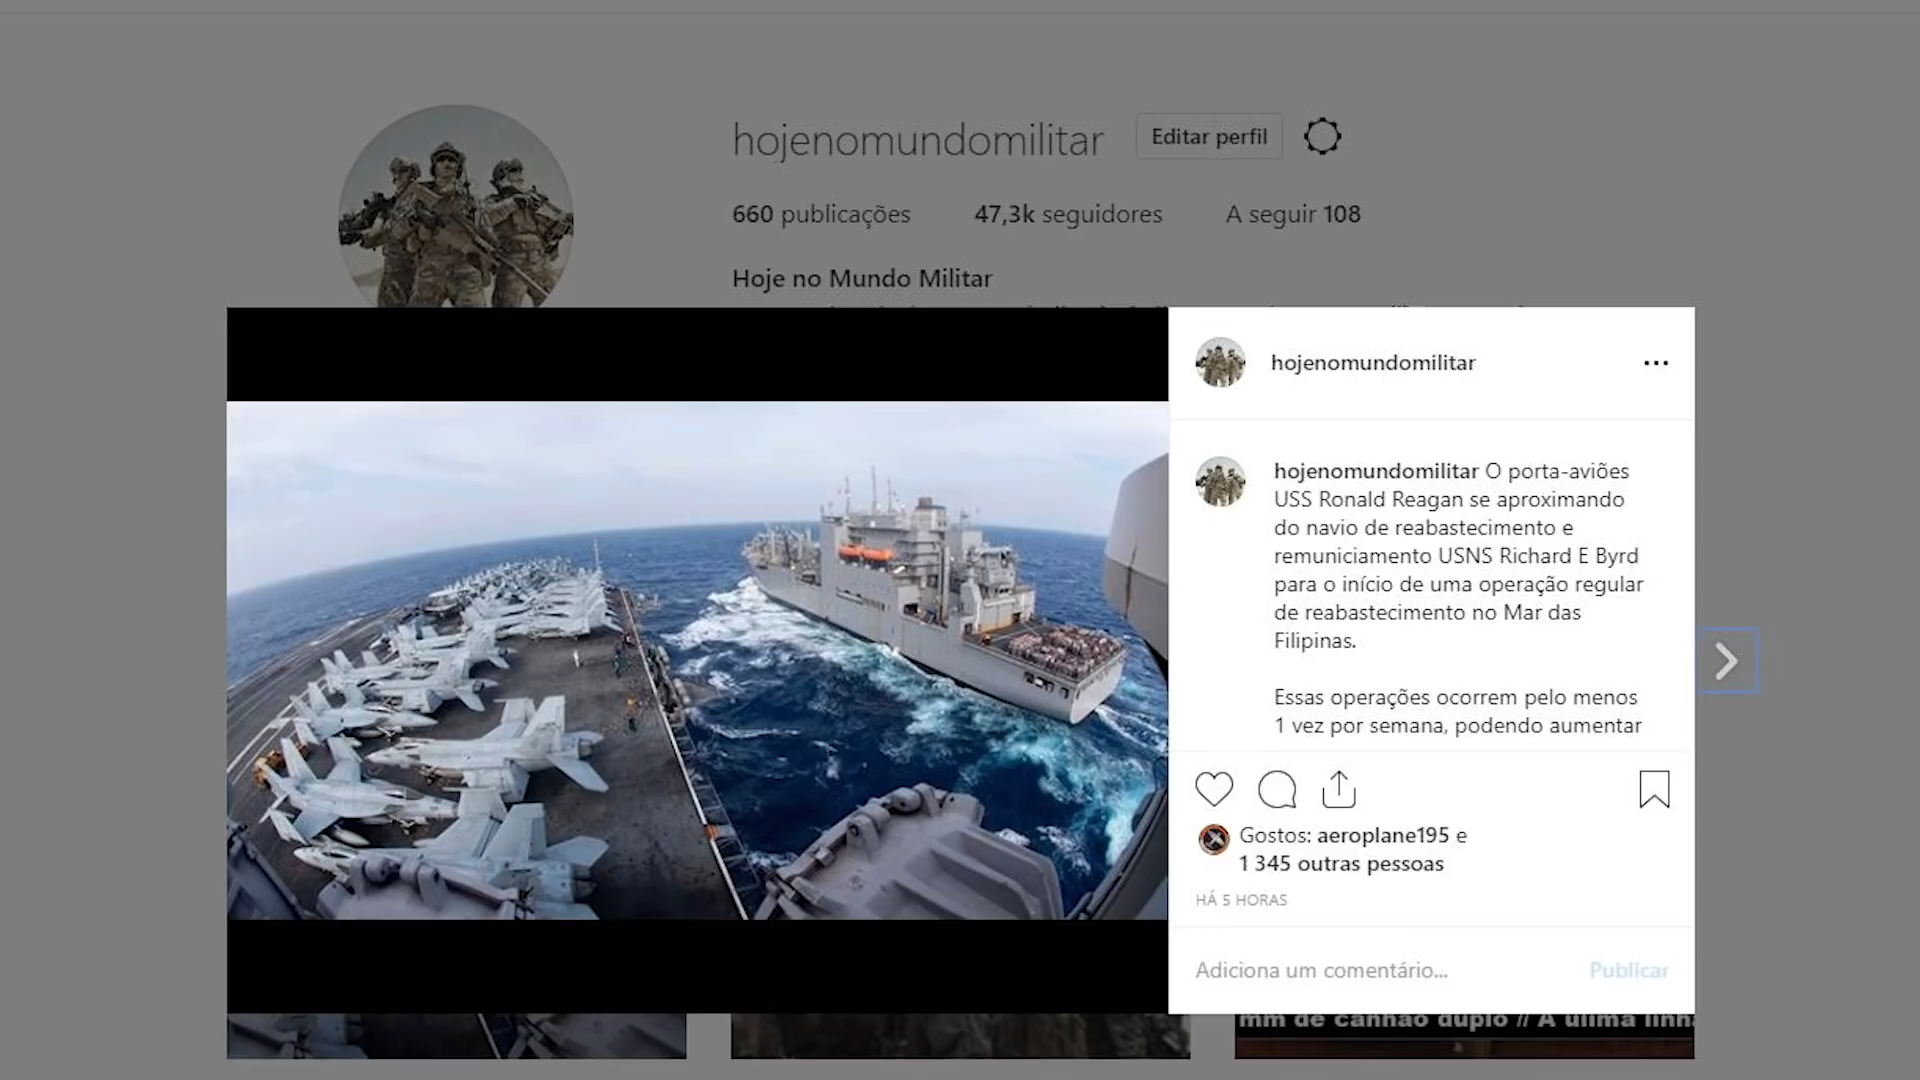 hojenomundomilitar
Editar perfil
660 publicações
47,3k seguidores
A seguir 108
Hoje no Mundo Militar
hojenomundomilitar
hojenomundomilitar O porta-aviões
USS Ronald Reagan se aproximando
do navio de reabastecimento e
remuniciamento USNS Richard E Byrd
para o início de uma operação regular
de reabastecimento no Mar das
Filipinas.
Essas operações ocorrem pelo menos
1 vez por semana, podendo aumentar
Gostos: aeroplane195 e
1 345 outras pessoas
HÁ 5 HORAS
Adiciona um comentário...
Publicar
mm de canhão duplo // A úlima